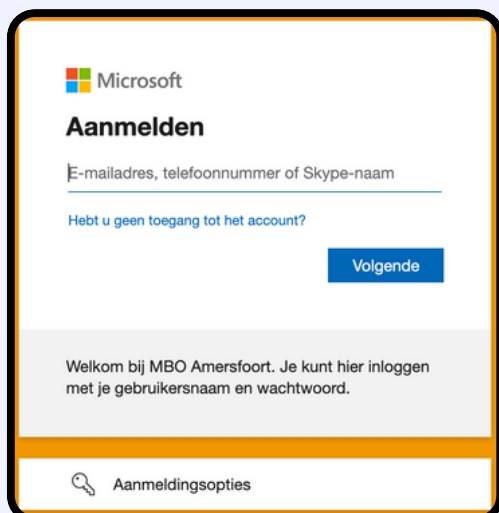 Microsoft
Aanmelden
E-mailadres, telefoonnummer of Skype-naam
Hebt u geen toegang tot het account?
Volgende
Welkom bij MBO Amersfoort. Je kunt hier inloggen
met je gebruikersnaam en wachtwoord.
Aanmeldingsopties